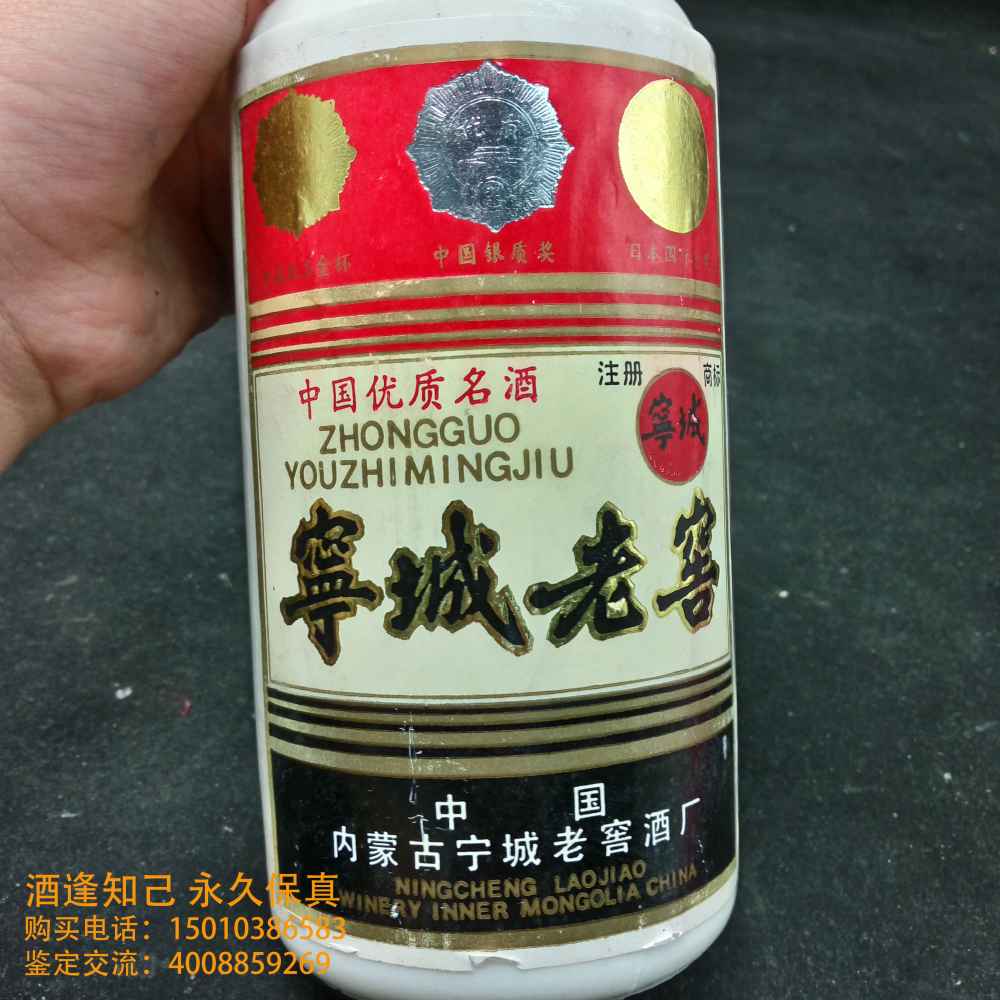 中国银质奖
中国优质名酒
ZHONGGUO
YOUZHIMINGJIU
注册 商标
寧城
寧城老窖
中国
内蒙古宁城老窖酒厂
NINGCHENG LAOJIAO
WINERY INNER MONGOLIA CHINA
酒逢知己 永久保真
购买电话：15010386583
鉴定交流：4008859269